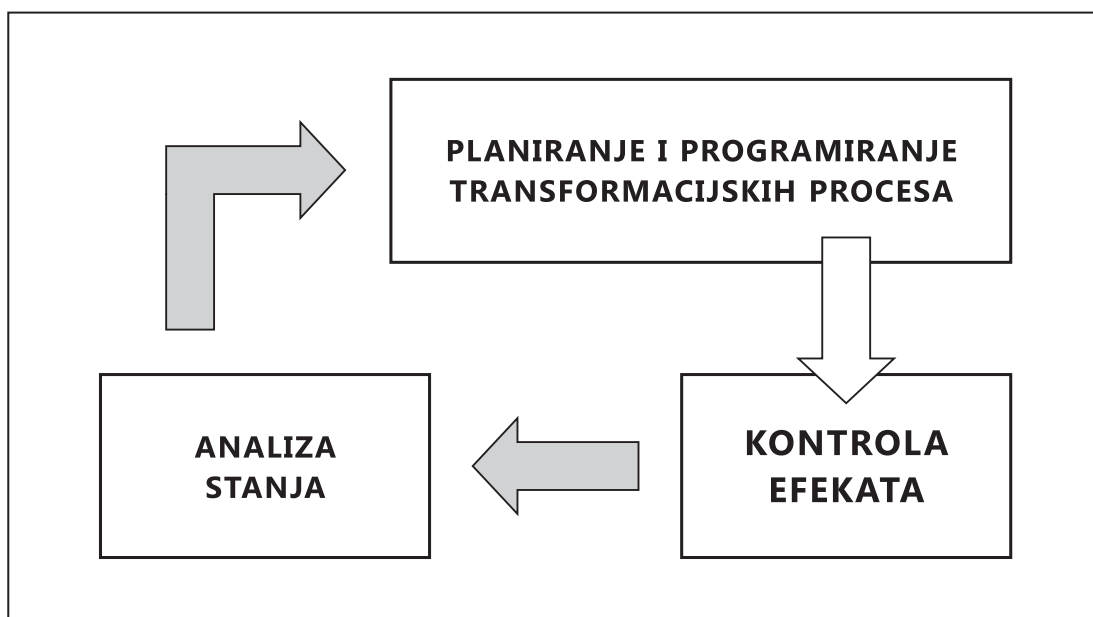 PLANIRANJE I PROGRAMIRANJE
TRANSFORMACIJSKIH PROCESA
ANALIZA
STANJA
KONTROLA
EFEKATA